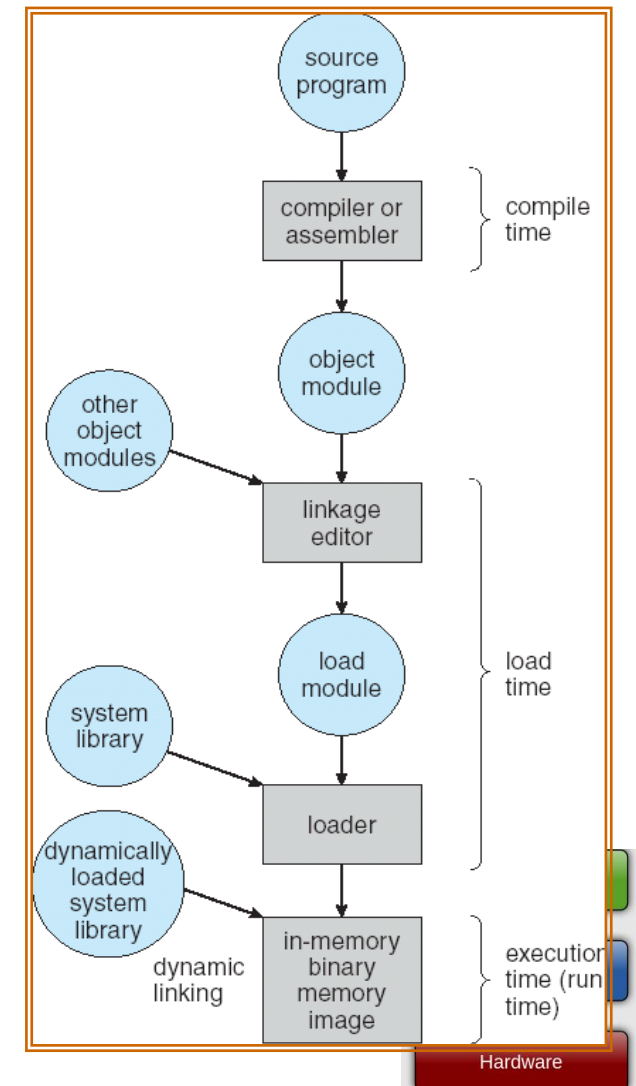 source
program
compiler or
assembler
compile
time
object
module
other
object
modules
linkage
editor
load
module
load
time
system
library
loader
dynamically
loaded
system
library
dynamic
linking
in-memory
binary
memory
image
execution
time (run
time)
Hardware